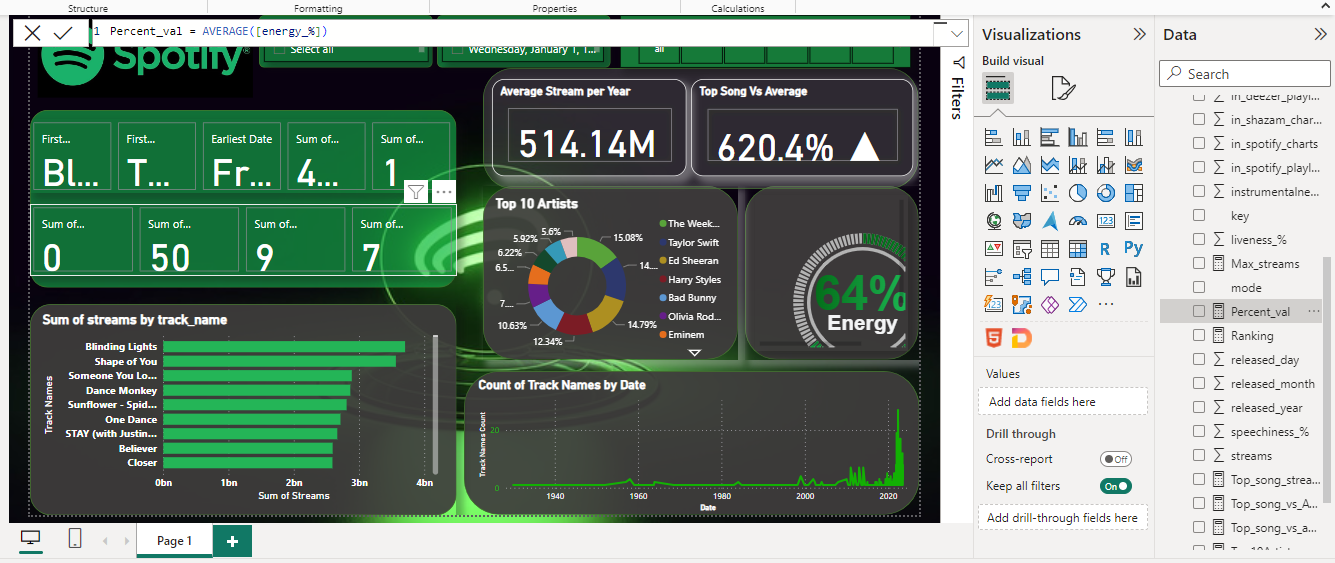 Structure
Formatting
Properties
Calculations
1 Percent_val = AVERAGE([energy_%])
Spotify
Select all
Wednesday, January 1, 1...
all
Average Stream per Year
514.14M
Top Song Vs Average
620.4% ▲
First...
Bl...
First...
T...
Earliest Date
Fr...
Sum of...
4...
Sum of...
1
Sum of...
0
Sum of...
50
Sum of...
9
Sum of...
7
Top 10 Artists
15.08%
14....
14.79%
12.34%
10.63%
7....
6.5...
6.22%
5.92%
5.6%
The Week...
Taylor Swift
Ed Sheeran
Harry Styles
Bad Bunny
Olivia Rod...
Eminem
64%
Energy
Sum of streams by track_name
Track Names
Blinding Lights
Shape of You
Someone You Lo...
Dance Monkey
Sunflower - Spid...
One Dance
STAY (with Justin...
Believer
Closer
0bn 1bn 2bn 3bn 4bn
Sum of Streams
Count of Track Names by Date
Track Names Count
20
0
1940 1960 1980 2000 2020
Date
Page 1
+
Filters
Visualizations
Build visual
123
R
Py
123
...
Values
Add data fields here
Drill through
Cross-report
Off
Keep all filters
On
Add drill-through fields here
Data
Search
in_deezer_playl...
in_shazam_char...
in_spotify_charts
in_spotify_playl...
instrumentalne...
key
liveness_%
Max_streams
mode
Percent_val
...
Ranking
released_day
released_month
released_year
speechiness_%
streams
Top_song_strea...
Top_song_vs_A...
Top_song_vs_a...